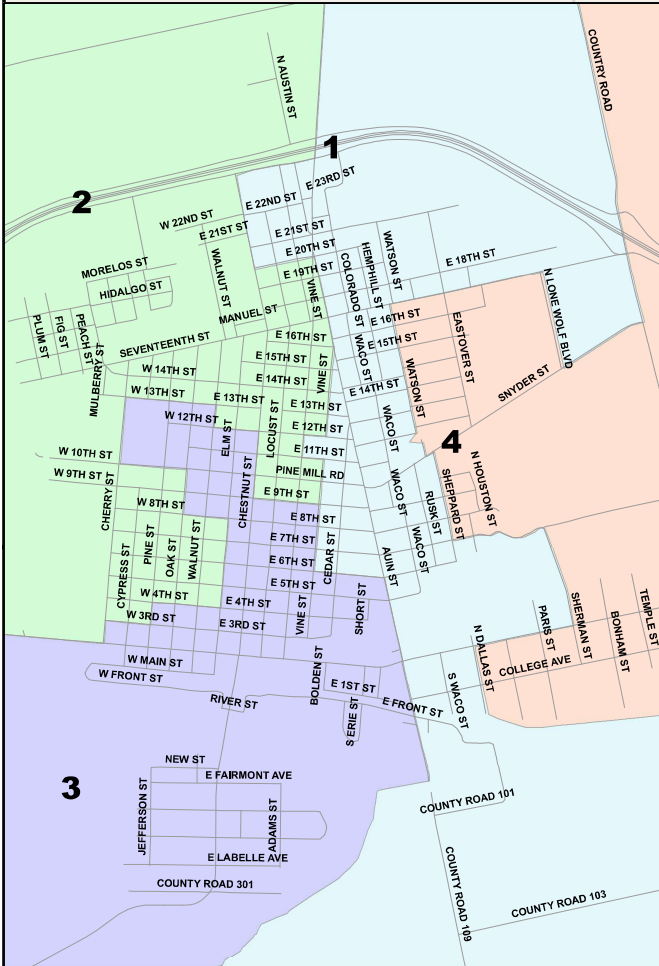 N AUSTIN ST
COUNTRY ROAD
1
E 23RD ST
2
E 22ND ST
W 22ND ST
E 21ST ST
E 21ST ST
E 20TH ST
WATSON ST
HEMPHILL ST
COLORADO ST
E 18TH ST
MORELOS ST
WALNUT ST
E 19TH ST
VINE ST
N LONE WOLF BLVD
HIDALGO ST
MANUEL ST
E 16TH ST
EASTOVER ST
PLUM ST
FIG ST
PEACH ST
SEVENTEENTH ST
E 16TH ST
E 15TH ST
WACO ST
MULBERRY ST
E 15TH ST
VINE ST
W 14TH ST
E 14TH ST
E 14TH ST
WATSON ST
SNYDER ST
W 13TH ST
E 13TH ST
E 13TH ST
W 12TH ST
LOCUST ST
E 12TH ST
WACO ST
ELM ST
4
W 10TH ST
E 11TH ST
CHESTNUT ST
W 9TH ST
PINE MILL RD
WACO ST
SHEPPARD ST
N HOUSTON ST
CHERRY ST
E 9TH ST
RUSK ST
W 8TH ST
E 8TH ST
PINE ST
OAK ST
WALNUT ST
E 7TH ST
WACO ST
CEDAR ST
AUIN ST
E 6TH ST
CYPRESS ST
E 5TH ST
W 4TH ST
E 4TH ST
VINE ST
SHORT ST
W 3RD ST
E 3RD ST
PARIS ST
SHERMAN ST
BONHAM ST
TEMPLE ST
N DALLAS ST
W MAIN ST
COLLEGE AVE
W FRONT ST
BOLDEN ST
E 1ST ST
S WACO ST
RIVER ST
E FRONT ST
S ERIE ST
NEW ST
E FAIRMONT AVE
3
JEFFERSON ST
ADAMS ST
COUNTY ROAD 101
E LABELLE AVE
COUNTY ROAD 301
COUNTY ROAD 109
COUNTY ROAD 103